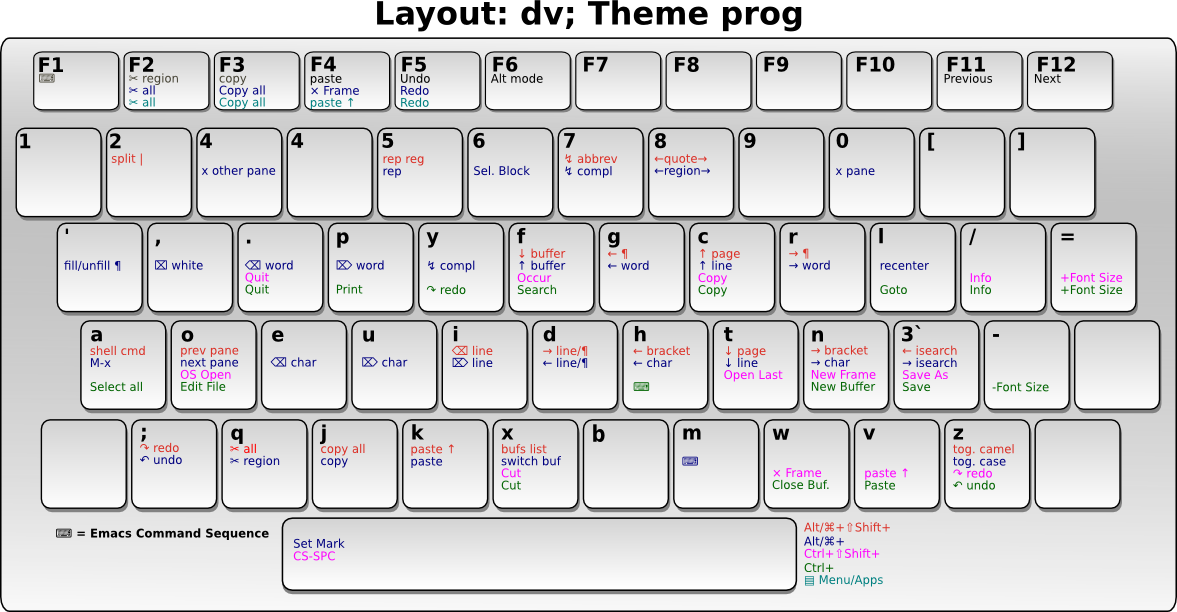 Layout: dv; Theme prog
F1
⌨
F2
✂ region
✂ all
✂ all
F3
copy
Copy all
Copy all
F4
paste
× Frame
paste ↑
F5
Undo
Redo
Redo
F6
Alt mode
F7
F8
F9
F10
F11
Previous
F12
Next
1
2
split |
4
x other pane
4
5
rep reg
rep
6
Sel. Block
7
↯ abbrev
↯ compl
8
←quote→
←region→
9
0
x pane
[
]
'
fill/unfill ¶
,
⌧ white
.
⌫ word
Quit
Quit
p
⌦ word
Print
y
↯ compl
↷ redo
f
↓ buffer
↑ buffer
Occur
Search
g
← ¶
← word
c
↑ page
↑ line
Copy
Copy
r
→ ¶
→ word
l
recenter
Goto
/
Info
Info
=
+Font Size
+Font Size
a
shell cmd
M-x
Select all
o
prev pane
next pane
OS Open
Edit File
e
⌫ char
u
⌦ char
i
⌫ line
⌦ line
d
→ line/¶
← line/¶
h
← bracket
← char
⌨
t
↓ page
↓ line
Open Last
n
→ bracket
→ char
New Frame
New Buffer
3`
← isearch
→ isearch
Save As
Save
-
-Font Size
;
↷ redo
↶ undo
q
✂ all
✂ region
j
copy all
copy
k
paste ↑
paste
x
bufs list
switch buf
Cut
Cut
b
m
⌨
w
× Frame
Close Buf.
v
paste ↑
Paste
z
tog. camel
tog. case
↷ redo
↶ undo
⌨ = Emacs Command Sequence
Set Mark
CS-SPC
Alt/⌘+⇧Shift+
Alt/⌘+
Ctrl+⇧Shift+
Ctrl+
▤ Menu/Apps